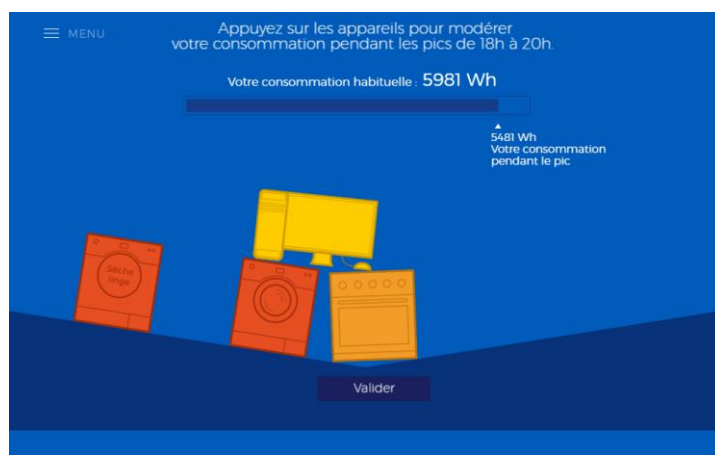 MENU
Appuyez sur les appareils pour modérer
votre consommation pendant les pics de 18h à 20h.
Votre consommation habituelle : 5981 Wh
5481 Wh
Votre consommation
pendant le pic
Sèche
linge
Valider